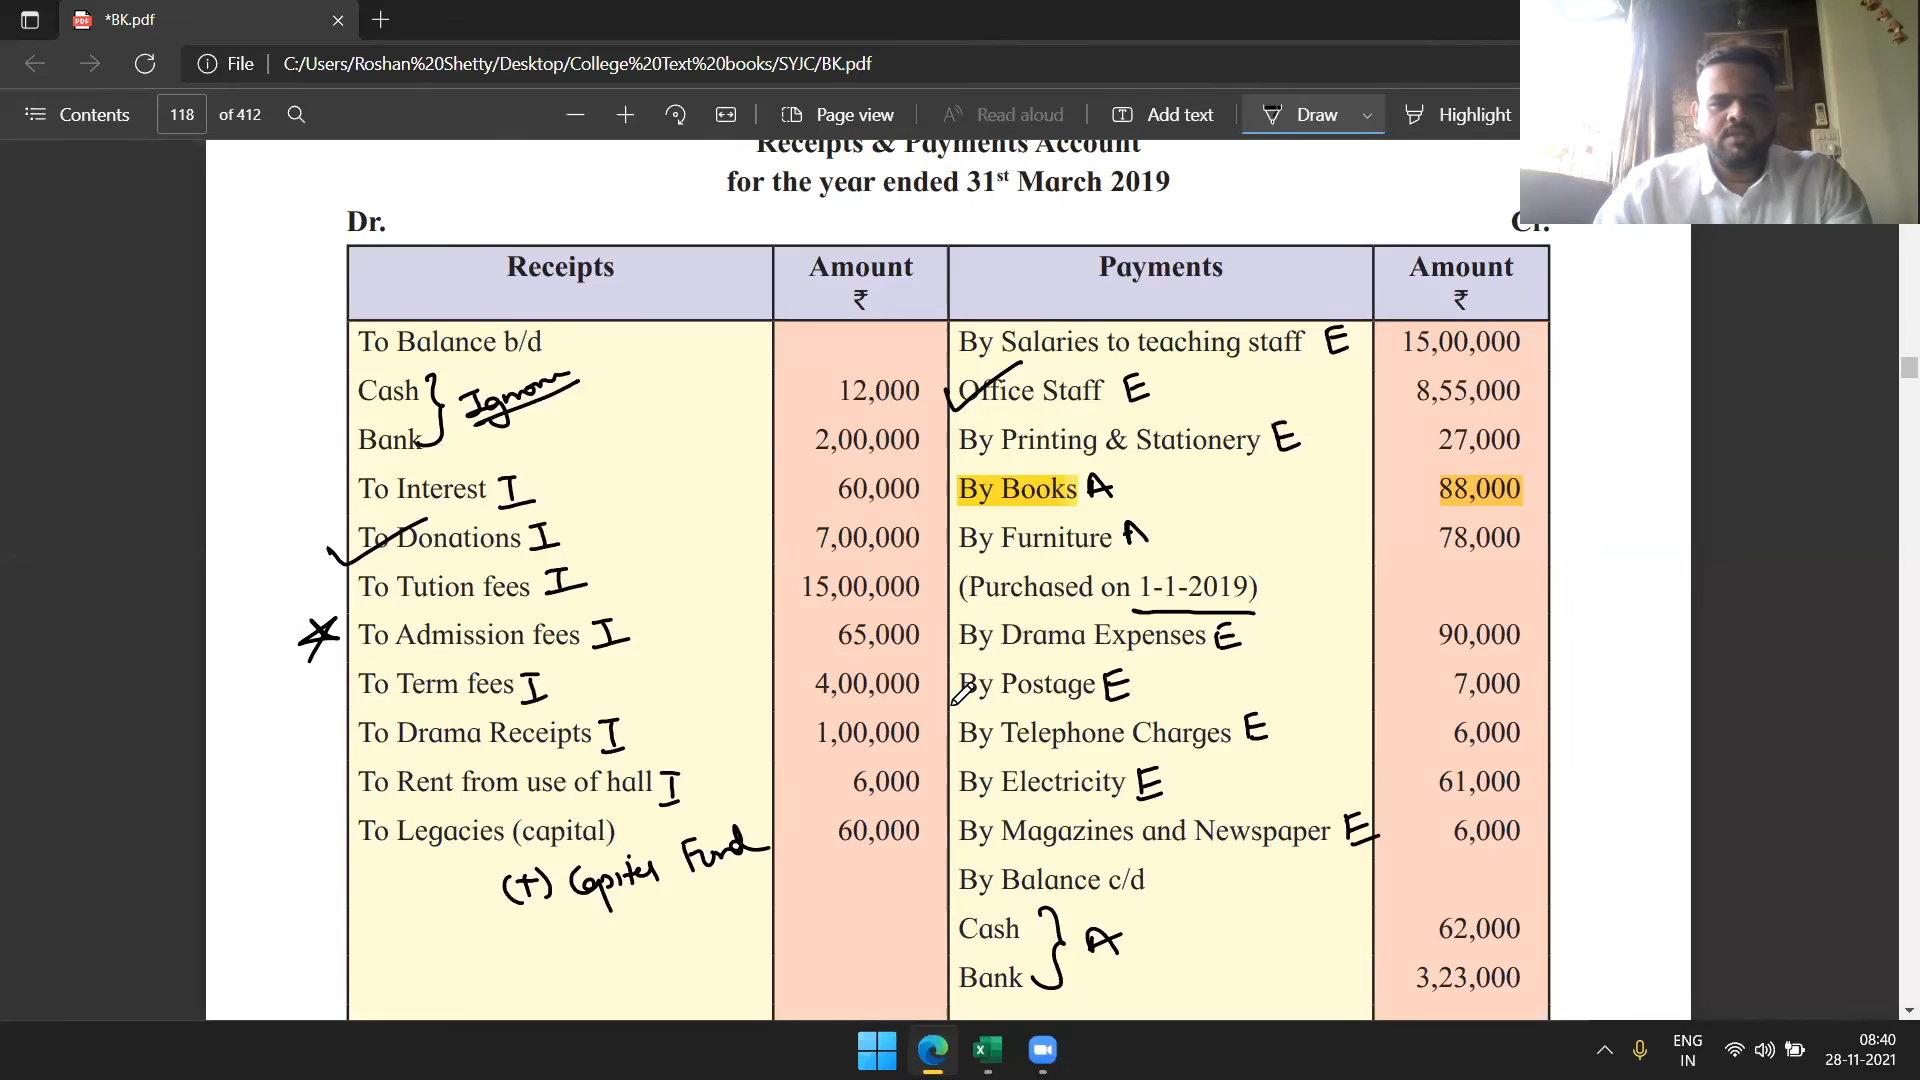 *BK.pdf
File
C:/Users/Roshan%20Shetty/Desktop/College%20Text%20books/SYJC/BK.pdf
Contents
118 of 412
Page view
Read aloud
Add text
Draw
Highlight
Receipts & Payments Account
for the year ended 31st March 2019
Dr. Cr.
Receipts Amount ₹ Payments Amount ₹
To Balance b/d By Salaries to teaching staff E 15,00,000
Cash 12,000 Office Staff E 8,55,000
Ignore
Bank 2,00,000 By Printing & Stationery E 27,000
To Interest I 60,000 By Books A 88,000
To Donations I 7,00,000 By Furniture A 78,000
To Tution fees I 15,00,000 (Purchased on 1-1-2019)
To Admission fees I 65,000 By Drama Expenses E 90,000
To Term fees I 4,00,000 By Postage E 7,000
To Drama Receipts I 1,00,000 By Telephone Charges E 6,000
To Rent from use of hall I 6,000 By Electricity E 61,000
To Legacies (capital) 60,000 By Magazines and Newspaper E 6,000
(+) Capital Fund
By Balance c/d
Cash 62,000
A
Bank 3,23,000
ENG
IN
08:40
28-11-2021